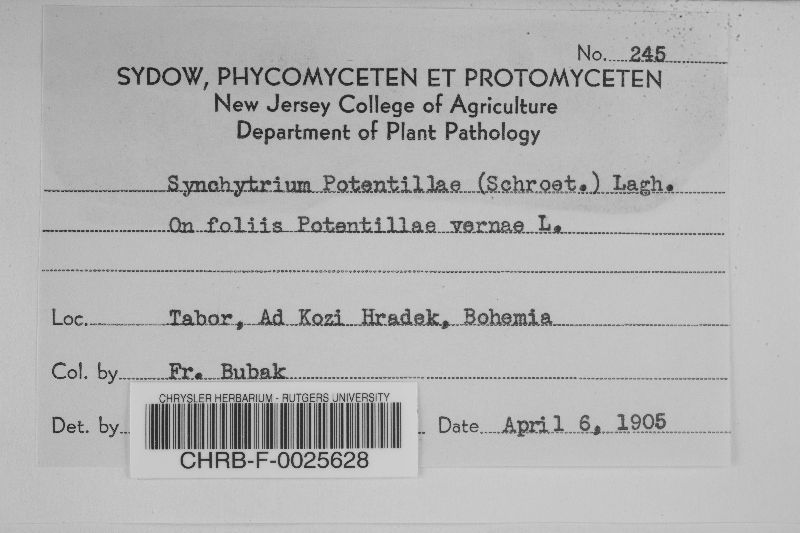 No. 245
SYDOW, PHYCOMYCETEN ET PROTOMYCETEN
New Jersey College of Agriculture
Department of Plant Pathology
Synchytrium Potentillae (Schroet.) Lagh.
On foliis Potentillae vernae L.
Loc. Tabor, Ad Kozi Hradek, Bohemia
Col. by Fr. Bubak
Det. by Date April 6, 1905
CHRYSLER HERBARIUM - RUTGERS UNIVERSITY
CHRB-F-0025628